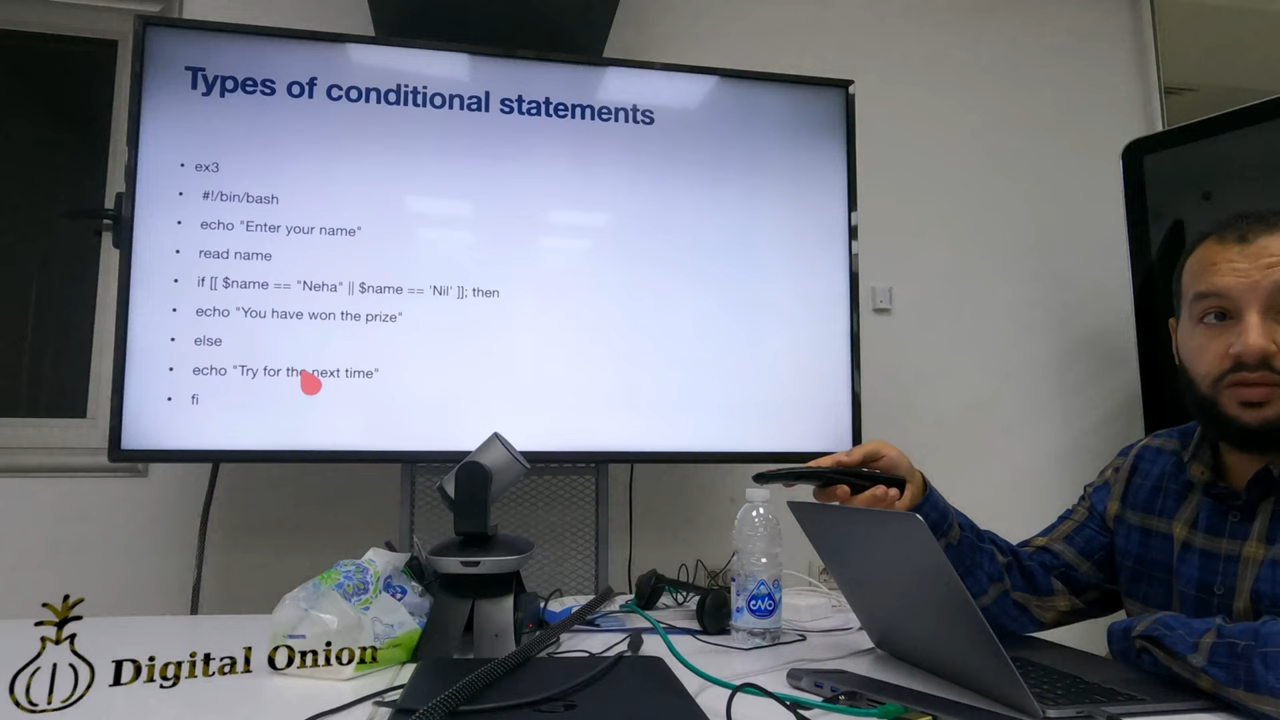 Types of conditional statements
• ex3
• #!/bin/bash
• echo "Enter your name"
• read name
• if [[ $name == "Neha" || $name == 'Nil' ]]; then
• echo "You have won the prize"
• else
• echo "Try for the next time"
• fi
Digital Onion